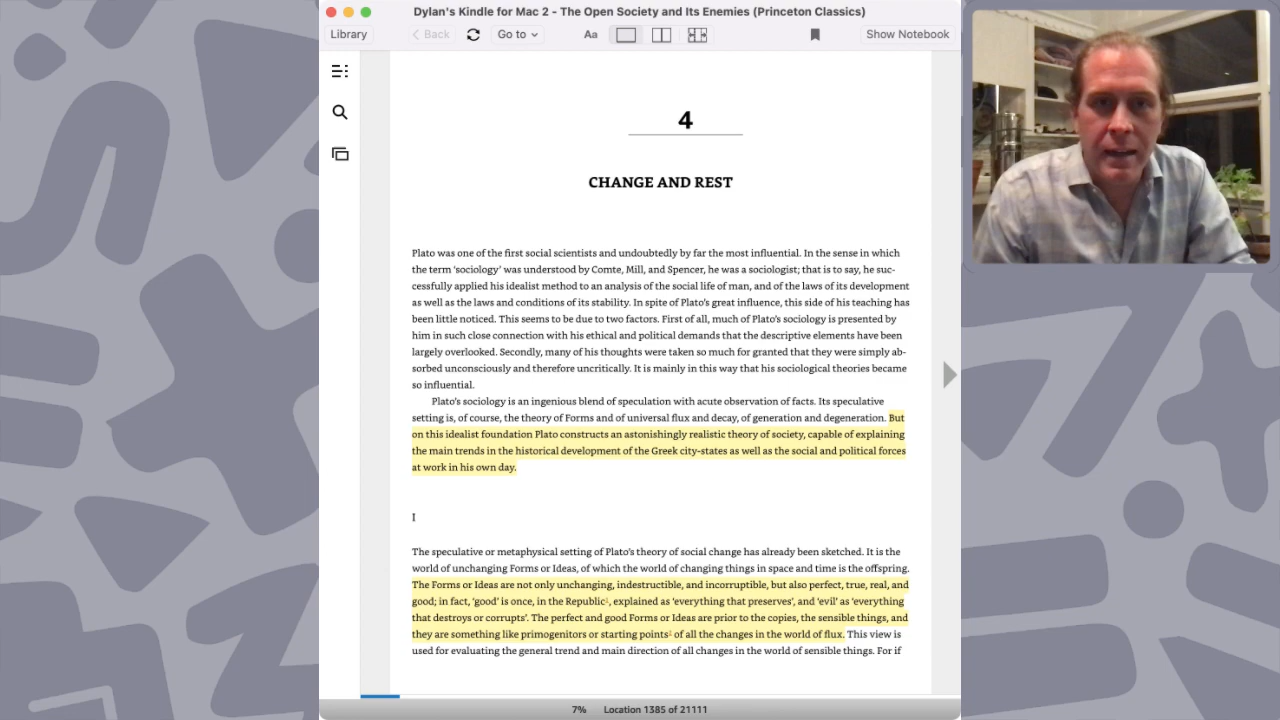 Dylan's Kindle for Mac 2 - The Open Society and Its Enemies (Princeton Classics)
Library
Back
Go to
Aa
Show Notebook
4
CHANGE AND REST
Plato was one of the first social scientists and undoubtedly by far the most influential. In the sense in which
the term ‘sociology’ was understood by Comte, Mill, and Spencer, he was a sociologist; that is to say, he suc-
cessfully applied his idealist method to an analysis of the social life of man, and of the laws of its development
as well as the laws and conditions of its stability. In spite of Plato’s great influence, this side of his teaching has
been little noticed. This seems to be due to two factors. First of all, much of Plato’s sociology is presented by
him in such close connection with his ethical and political demands that the descriptive elements have been
largely overlooked. Secondly, many of his thoughts were taken so much for granted that they were simply ab-
sorbed unconsciously and therefore uncritically. It is mainly in this way that his sociological theories became
so influential.
Plato’s sociology is an ingenious blend of speculation with acute observation of facts. Its speculative
setting is, of course, the theory of Forms and of universal flux and decay, of generation and degeneration. But
on this idealist foundation Plato constructs an astonishingly realistic theory of society, capable of explaining
the main trends in the historical development of the Greek city-states as well as the social and political forces
at work in his own day.
I
The speculative or metaphysical setting of Plato’s theory of social change has already been sketched. It is the
world of unchanging Forms or Ideas, of which the world of changing things in space and time is the offspring.
The Forms or Ideas are not only unchanging, indestructible, and incorruptible, but also perfect, true, real, and
good; in fact, ‘good’ is once, in the Republic¹, explained as ‘everything that preserves’, and ‘evil’ as ‘everything
that destroys or corrupts’. The perfect and good Forms or Ideas are prior to the copies, the sensible things, and
they are something like primogenitors or starting points² of all the changes in the world of flux. This view is
used for evaluating the general trend and main direction of all changes in the world of sensible things. For if
7% Location 1385 of 21111